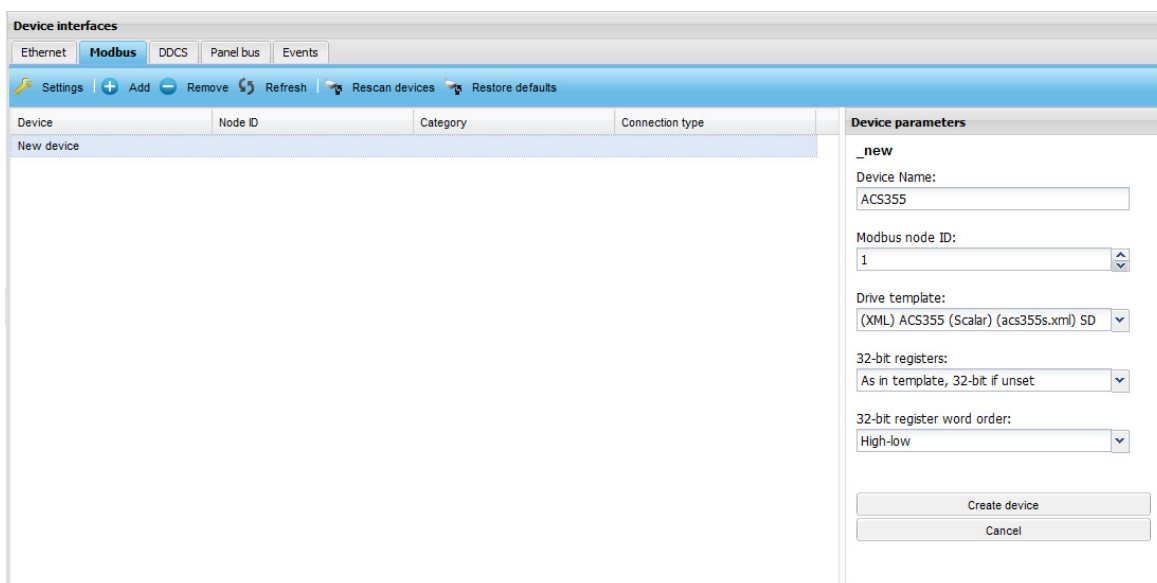 Device interfaces
Ethernet Modbus DDCS Panel bus Events
Settings Add Remove Refresh Rescan devices Restore defaults
Device Node ID Category Connection type
New device
Device parameters
_new
Device Name:
ACS355
Modbus node ID:
1
Drive template:
(XML) ACS355 (Scalar) (acs355s.xml) SD
32-bit registers:
As in template, 32-bit if unset
32-bit register word order:
High-low
Create device
Cancel